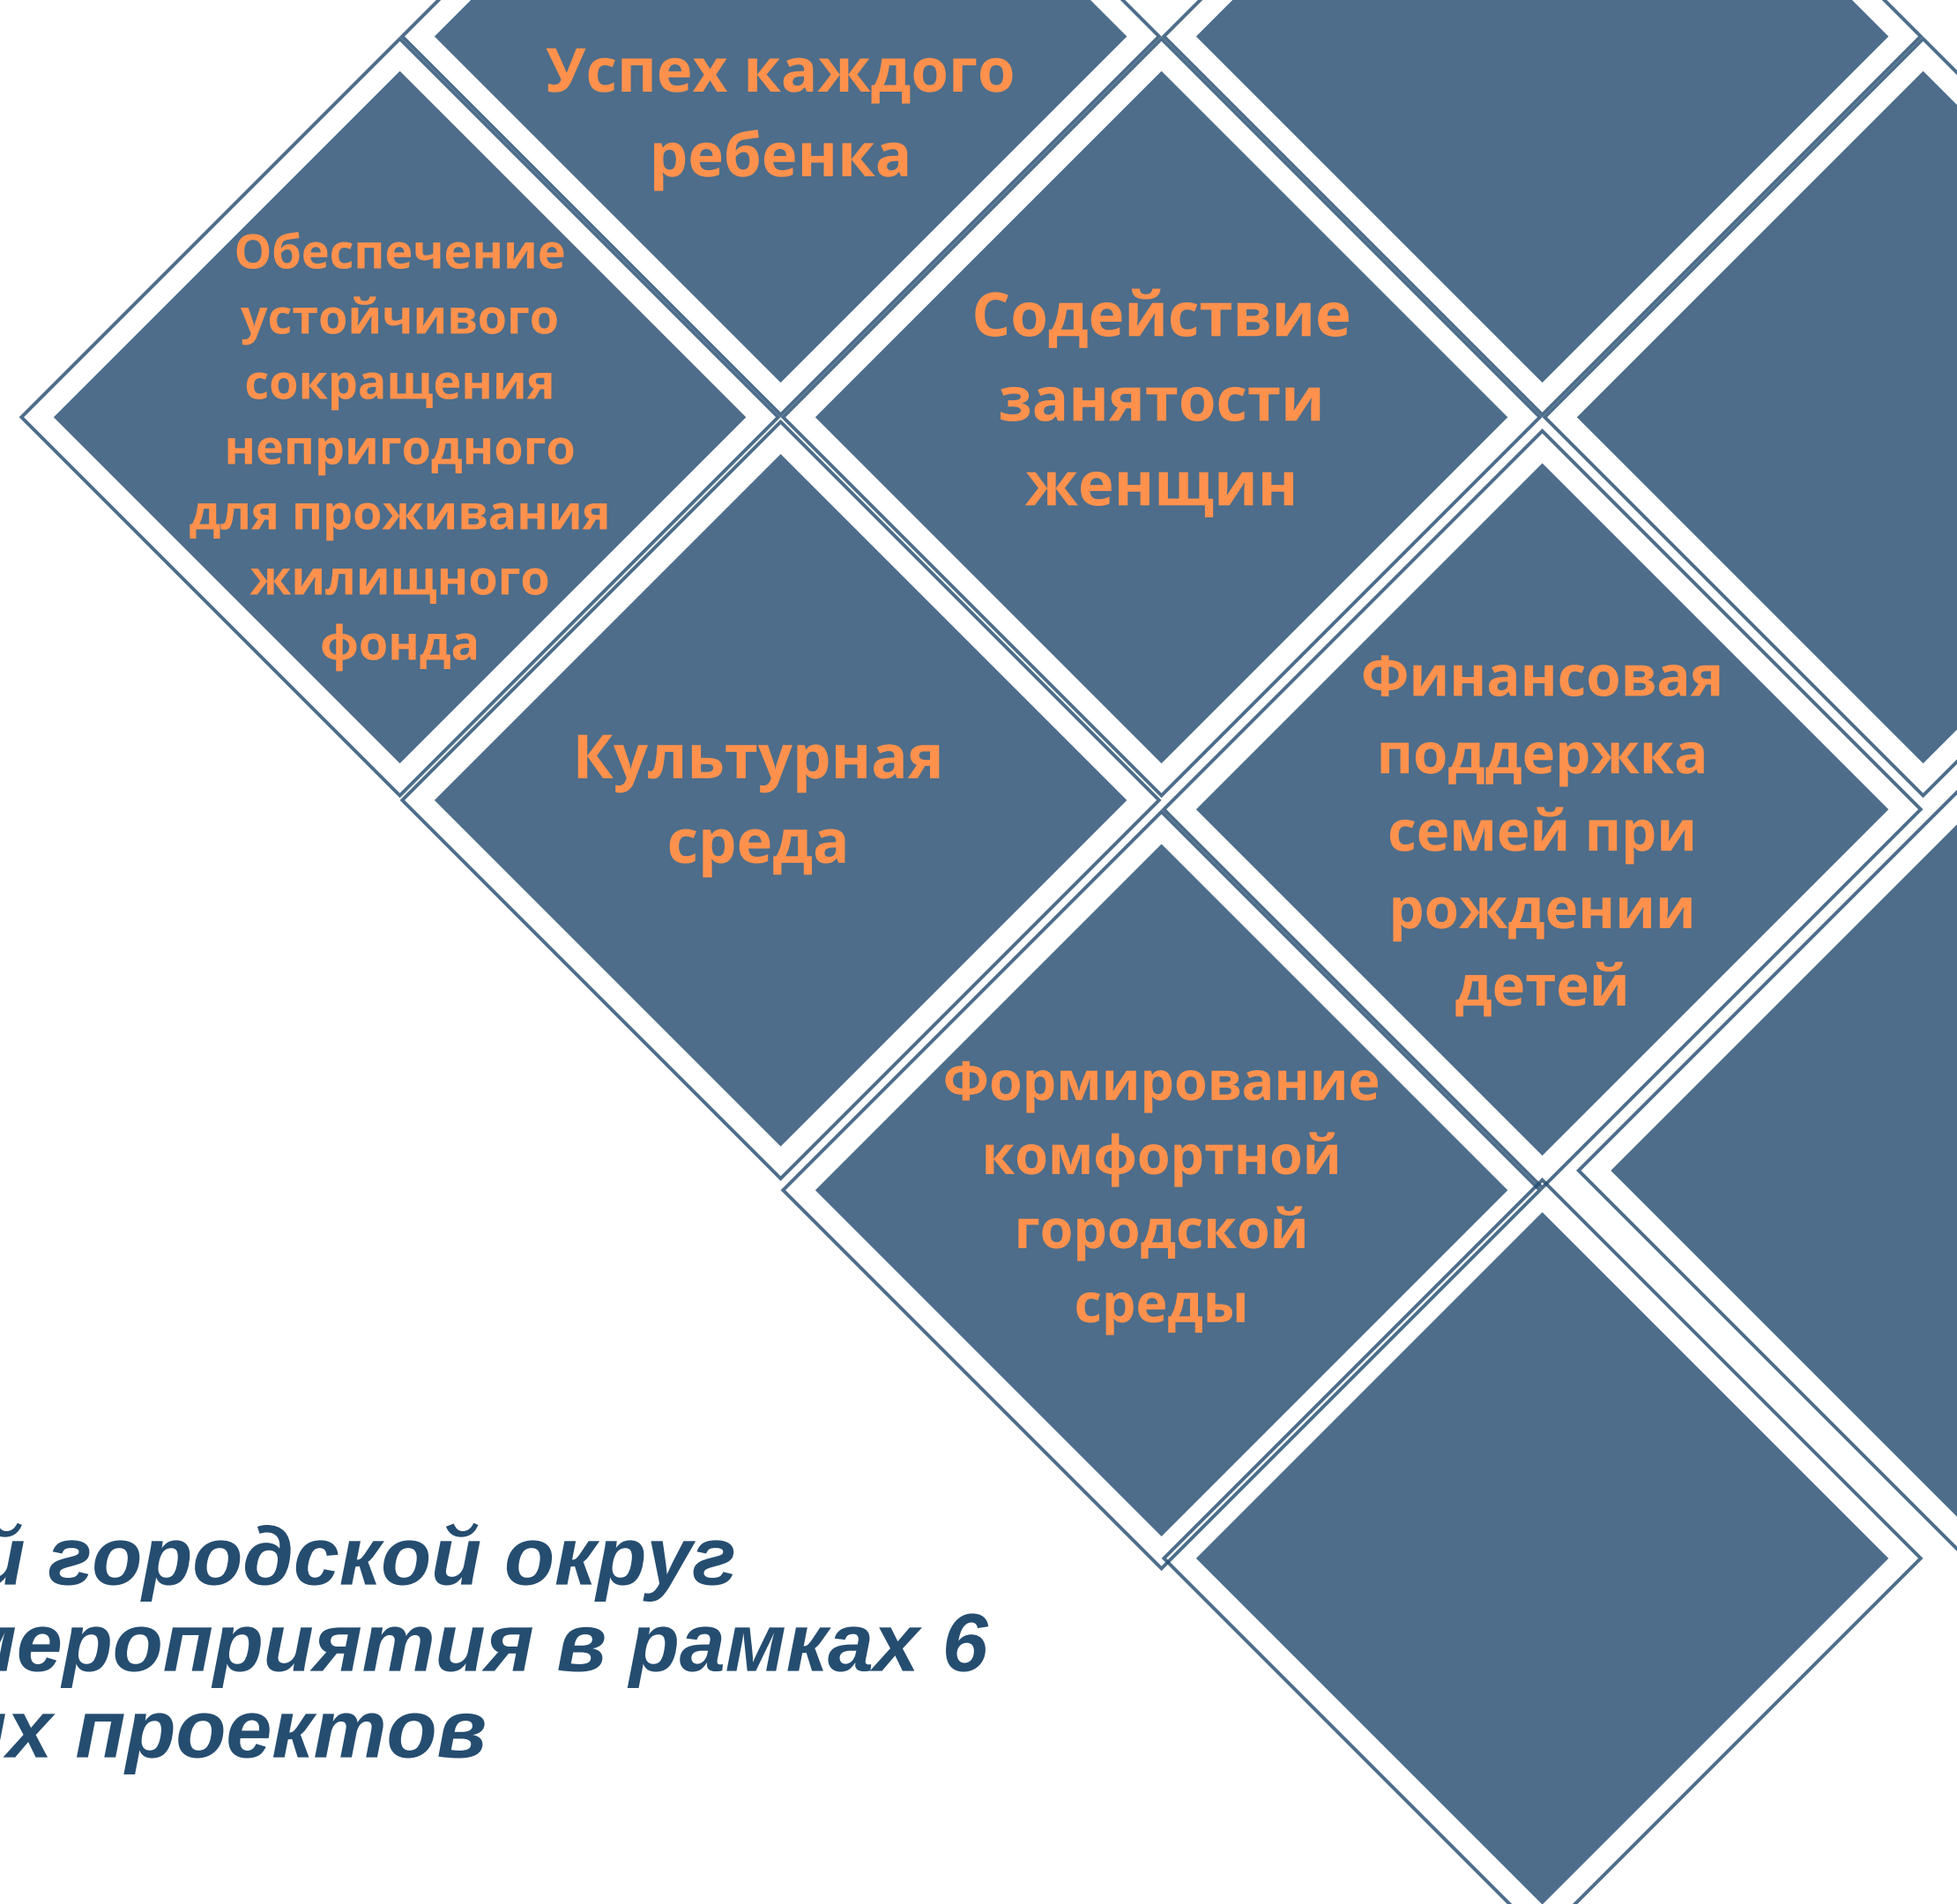 Успех каждого
ребенка
Обеспечение
устойчивого
сокращения
непригодного
для проживания
жилищного
фонда
Содействие
занятости
женщин
Культурная
среда
Финансовая
поддержка
семей при
рождении
детей
Формирование
комфортной
городской
среды
й городской округ
мероприятия в рамках 6
х проектов